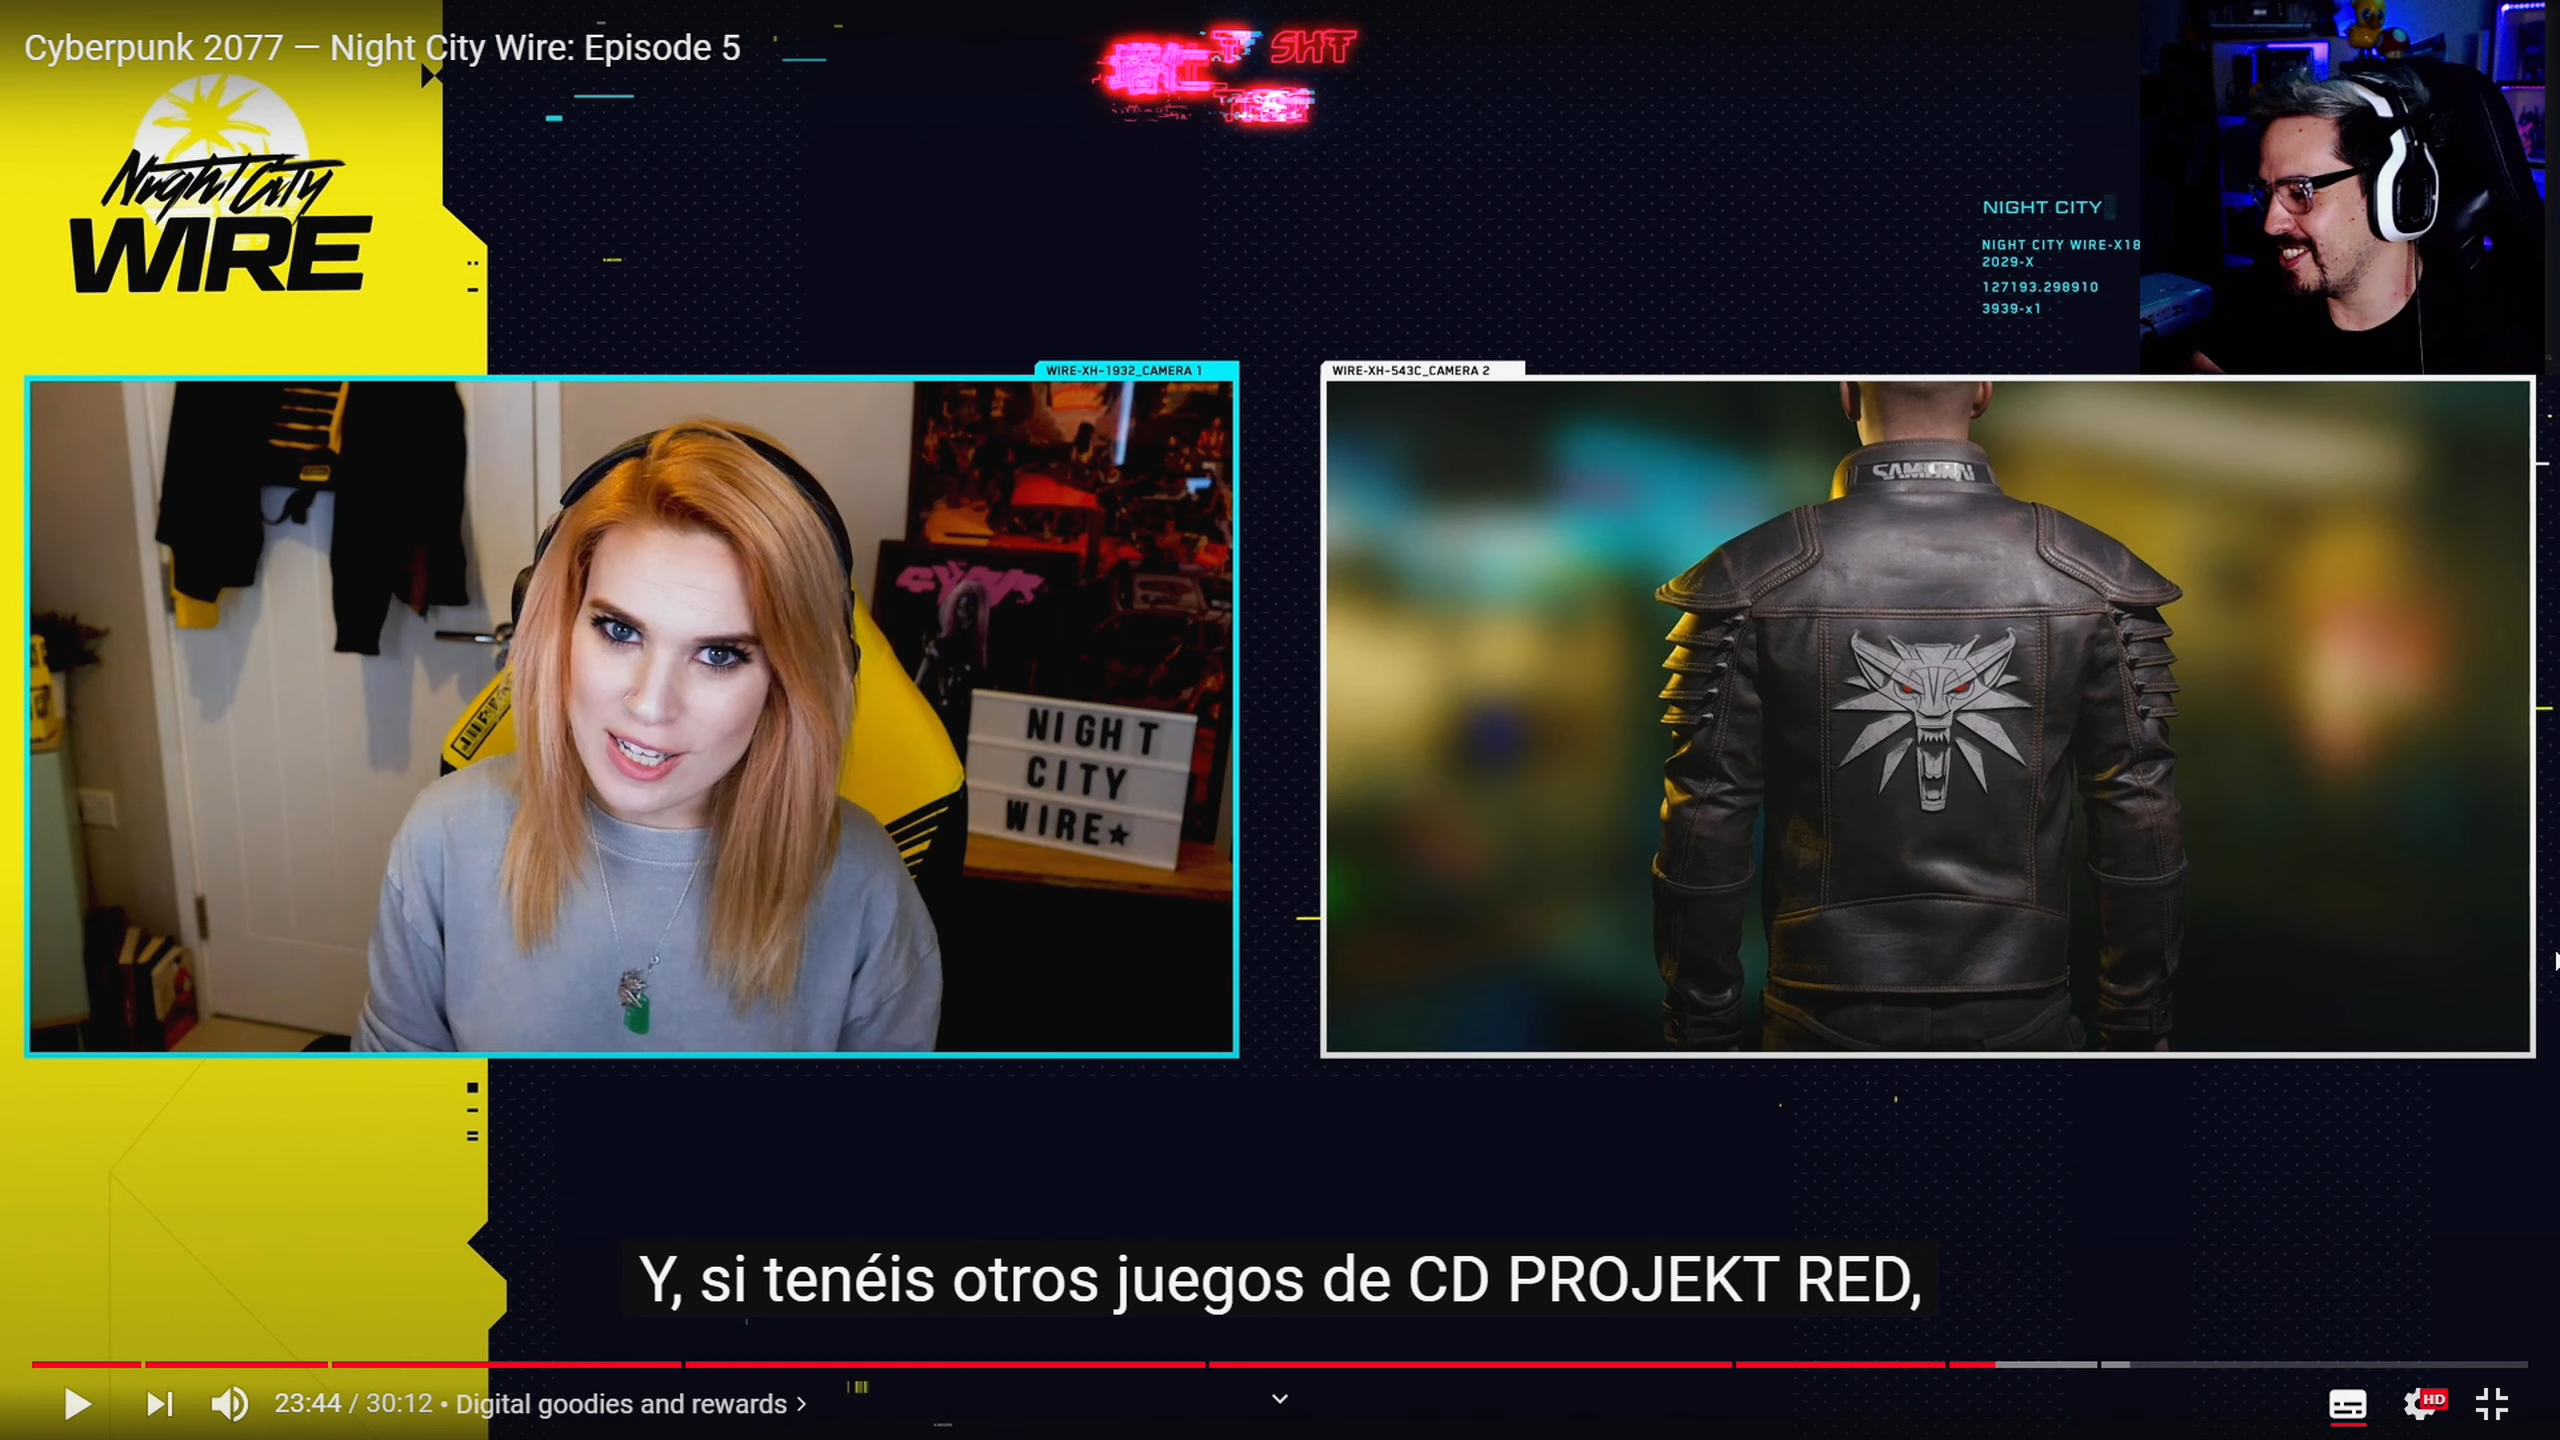 Cyberpunk 2077 — Night City Wire: Episode 5
SHT
Night City
WIRE
NIGHT CITY
NIGHT CITY WIRE-X18
2029-X
127193.298910
3939-x1
WIRE-XH-1932_CAMERA 1
WIRE-XH-543C_CAMERA 2
SAMURAI
NIGHT
CITY
WIRE★
Y, si tenéis otros juegos de CD PROJEKT RED,
23:44 / 30:12 • Digital goodies and rewards >
HD